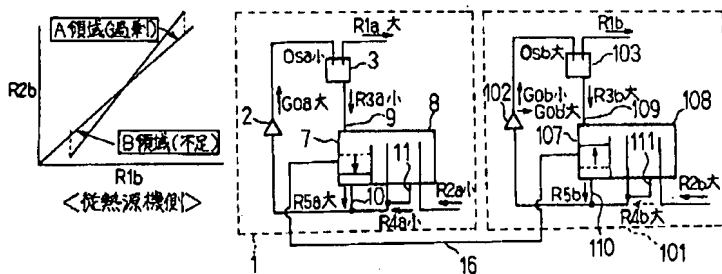 A領域(過剰)
R2b
B領域(不足)
R1b
<従熱源機側>
R1a大
Osa小
3
Goa大
R3a小
2
9
8
7
11
R2a小
R5a大
10
R4a小
1
16
R1b
Osb大
103
102
Gob小
Gob大
R3b大
109
108
107
111
R2b大
R5b
R4b大
110
101